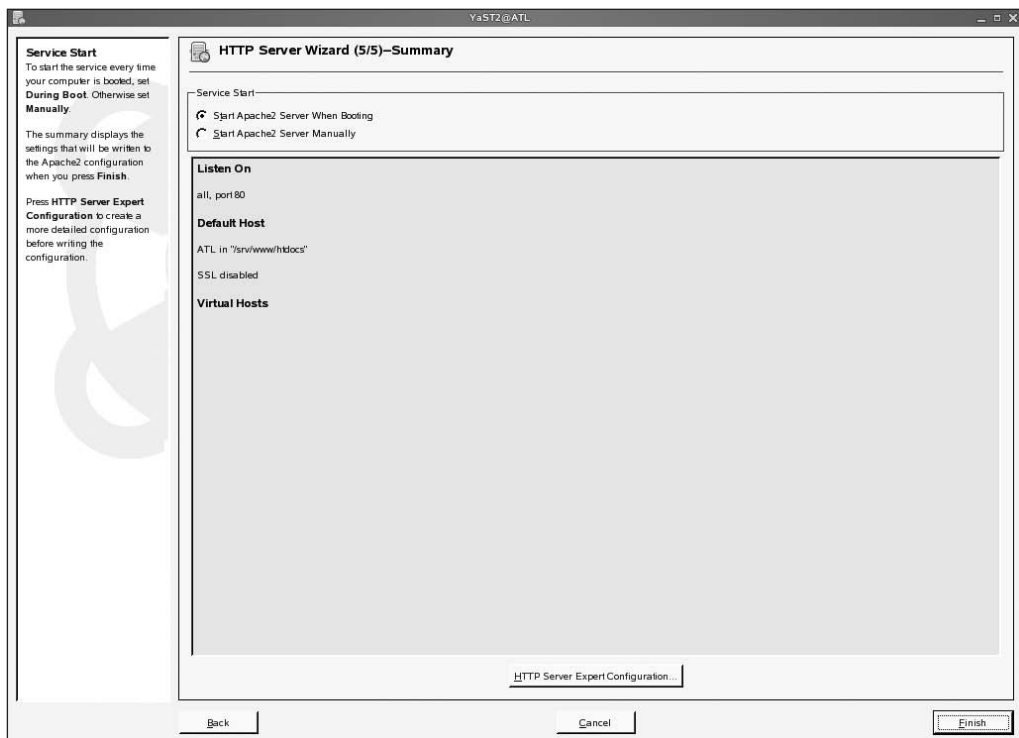 YaST2@ATL
Service Start
To start the service every time
your computer is booted, set
During Boot. Otherwise set
Manually.
The summary displays the
settings that will be written to
the Apache2 configuration
when you press Finish.
Press HTTP Server Expert
Configuration to create a
more detailed configuration
before writing the
configuration.
HTTP Server Wizard (5/5)–Summary
Service Start
Start Apache2 Server When Booting
Start Apache2 Server Manually
Listen On
all, port 80
Default Host
ATL in "/srv/www/htdocs"
SSL disabled
Virtual Hosts
HTTP Server Expert Configuration...
Back
Cancel
Finish